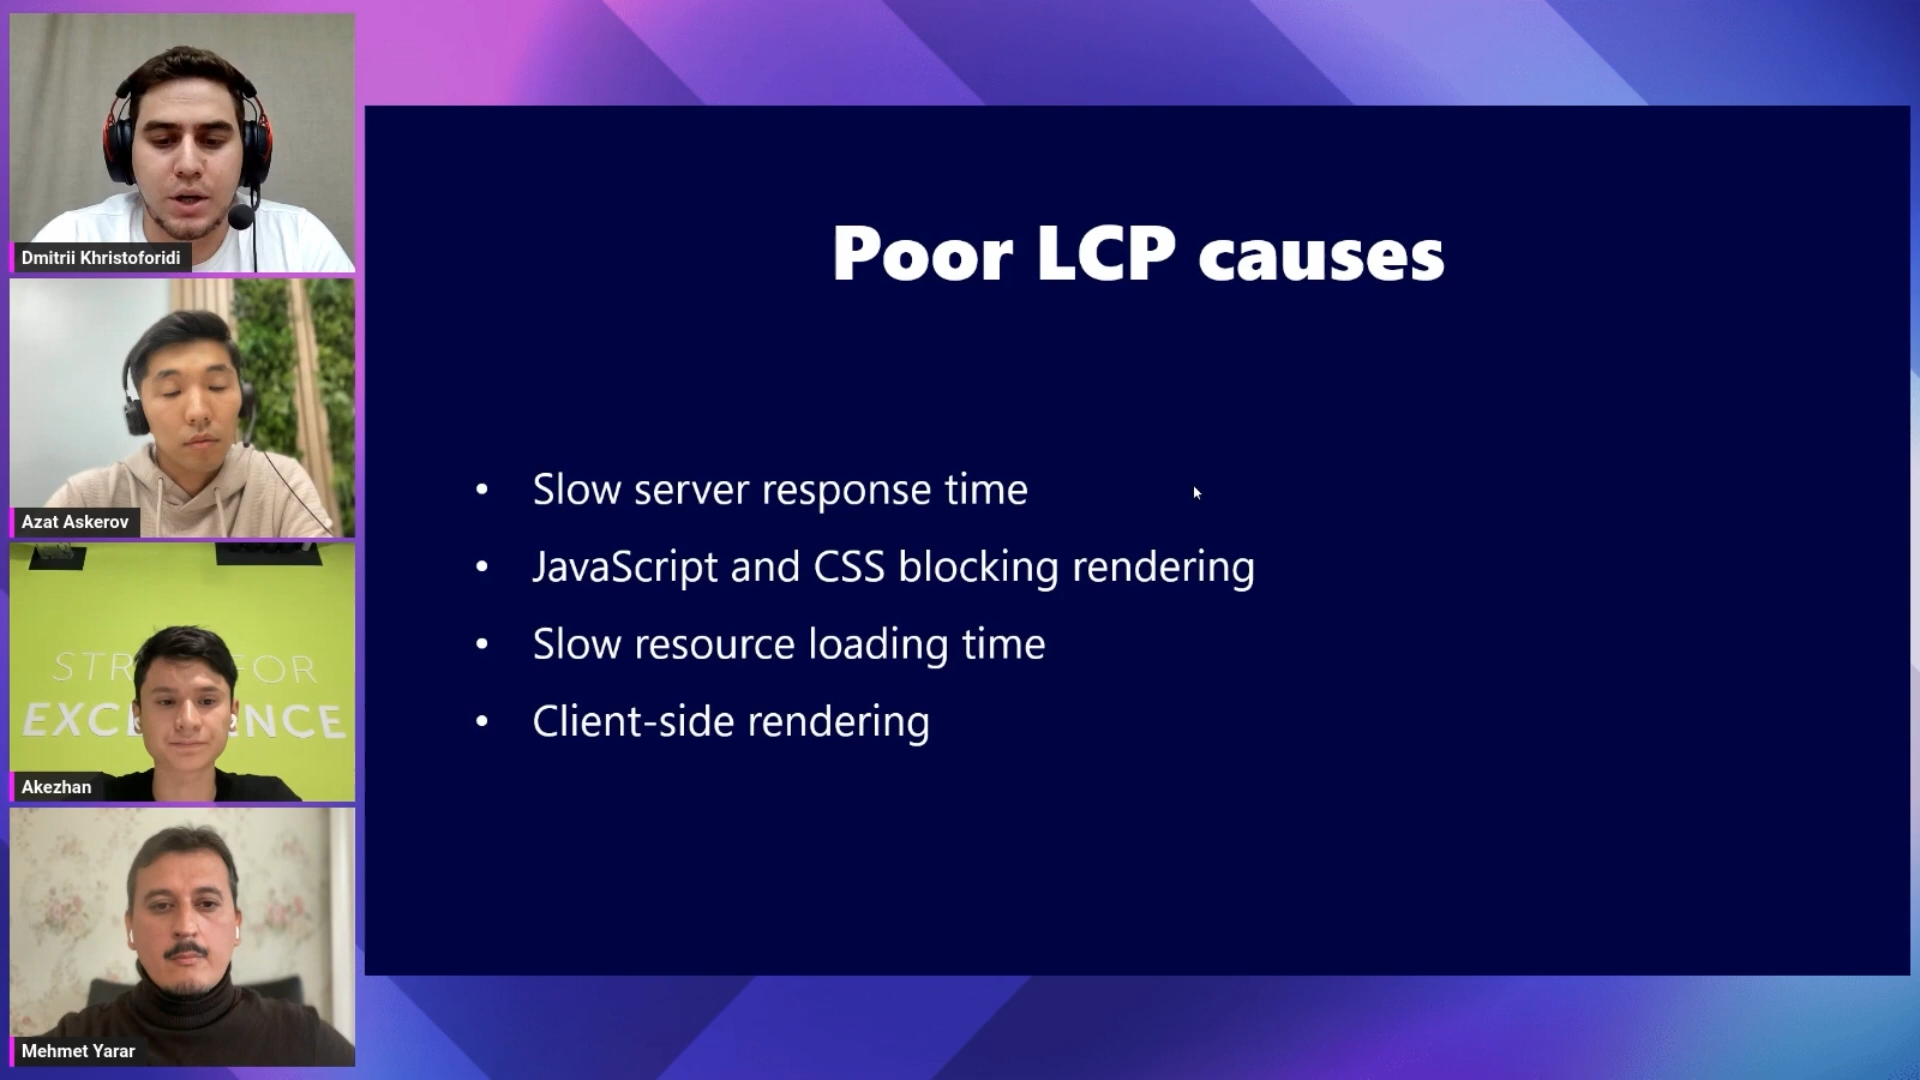 Dmitrii Khristoforidi
Azat Askerov
FOR
Akezhan
Mehmet Yarar
Poor LCP causes
• Slow server response time
• JavaScript and CSS blocking rendering
• Slow resource loading time
• Client-side rendering